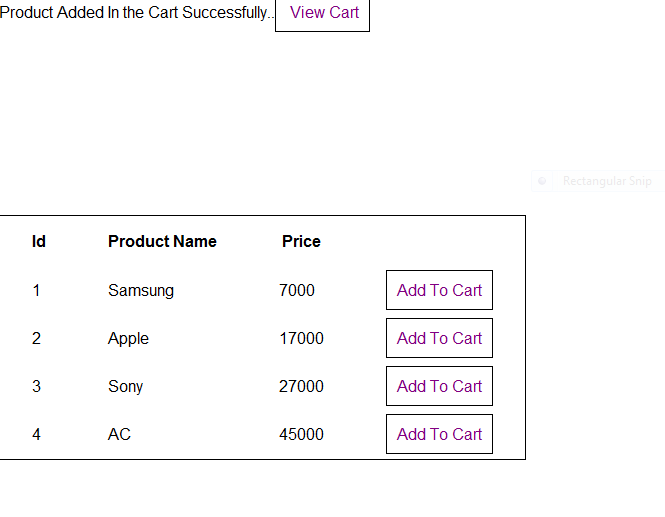 Product Added In the Cart Successfully.. View Cart
Rectangular Snip
Id Product Name Price
1 Samsung 7000 Add To Cart
2 Apple 17000 Add To Cart
3 Sony 27000 Add To Cart
4 AC 45000 Add To Cart